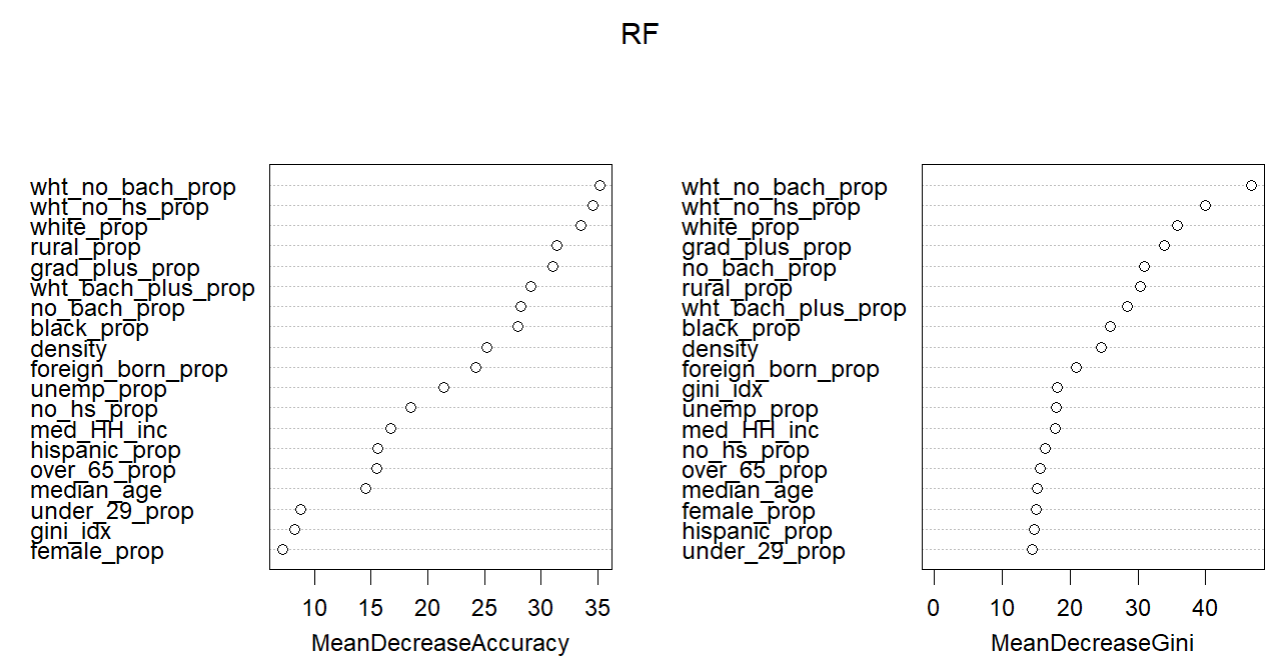 RF
wht_no_bach_prop
wht_no_hs_prop
white_prop
rural_prop
grad_plus_prop
wht_bach_plus_prop
no_bach_prop
black_prop
density
foreign_born_prop
unemp_prop
no_hs_prop
med_HH_inc
hispanic_prop
over_65_prop
median_age
under_29_prop
gini_idx
female_prop
10 15 20 25 30 35
MeanDecreaseAccuracy
wht_no_bach_prop
wht_no_hs_prop
white_prop
grad_plus_prop
no_bach_prop
rural_prop
wht_bach_plus_prop
black_prop
density
foreign_born_prop
gini_idx
unemp_prop
med_HH_inc
no_hs_prop
over_65_prop
median_age
female_prop
hispanic_prop
under_29_prop
0 10 20 30 40
MeanDecreaseGini